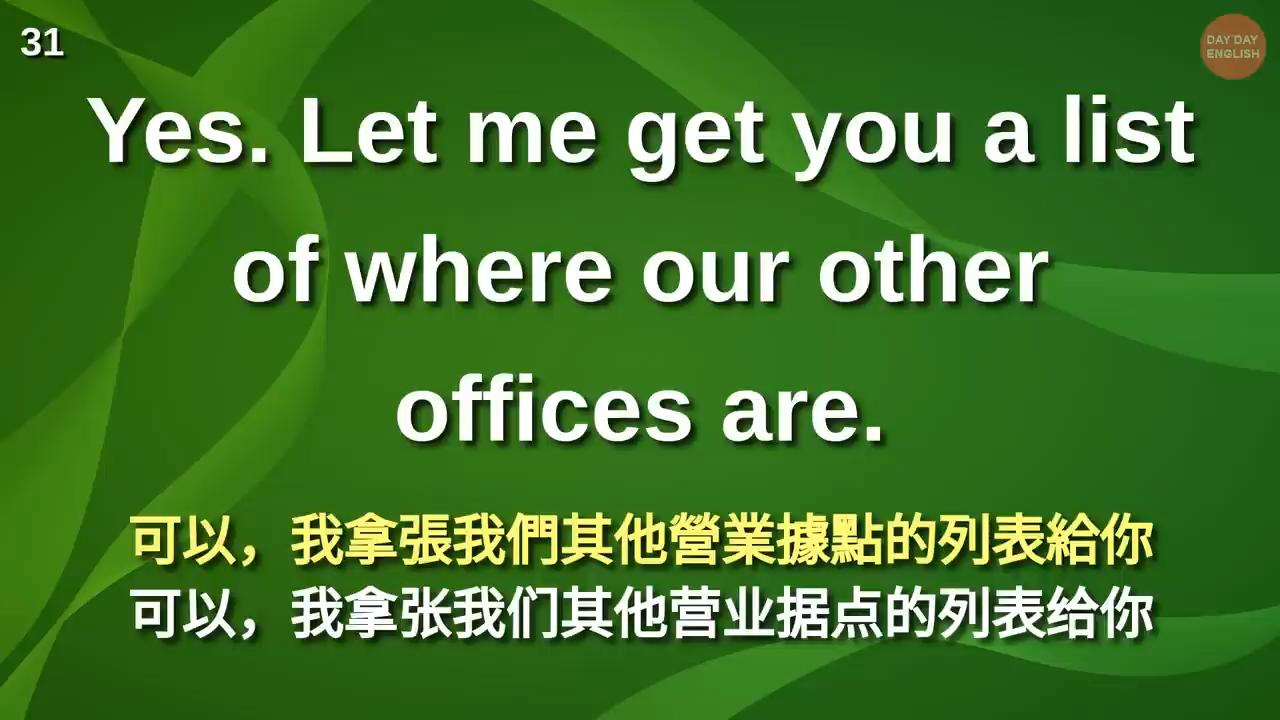 31
DAY DAY
ENGLISH
Yes. Let me get you a list
of where our other
offices are.
可以，我拿張我們其他營業據點的列表給你
可以，我拿张我们其他营业据点的列表给你